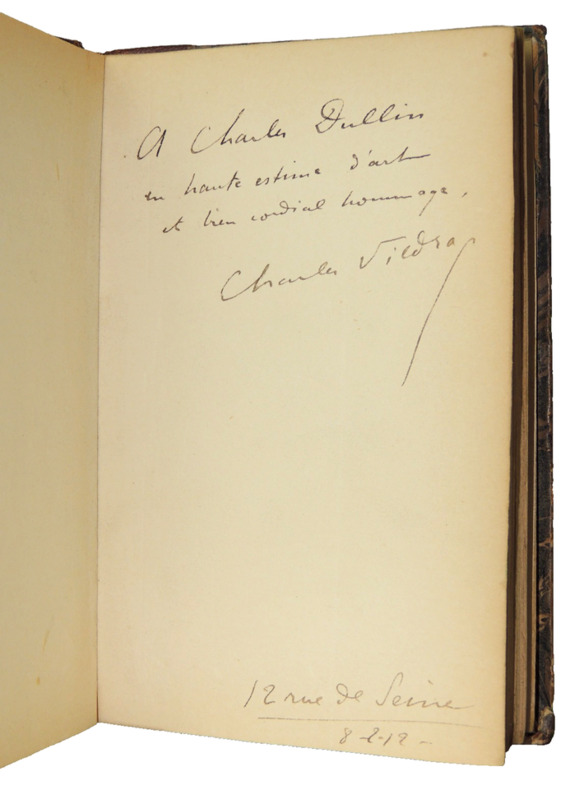 A Charles Dullin
en haute estime d'art
et bien cordial hommage,
Charles Vildrac
12 rue de Seine
8-2-12-